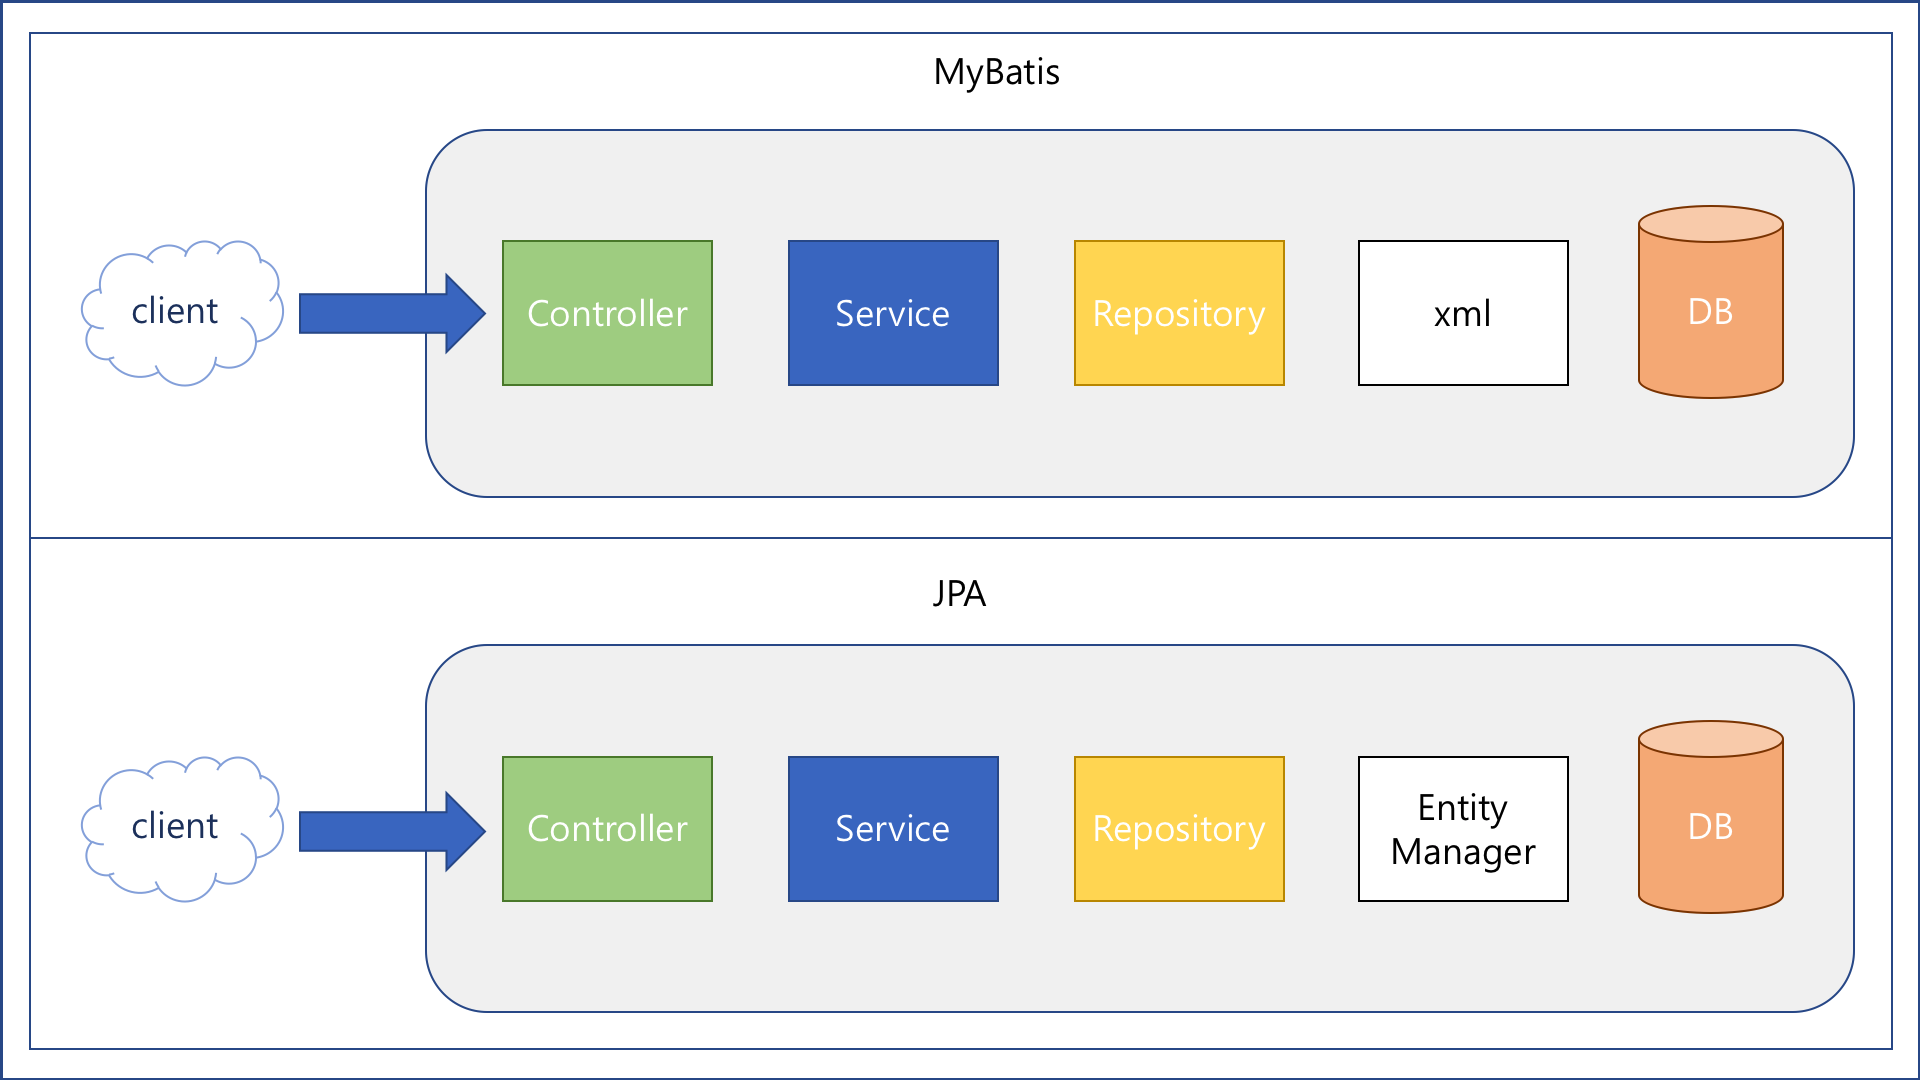 MyBatis
client
Controller
Service
Repository
xml
DB
JPA
client
Controller
Service
Repository
Entity
Manager
DB